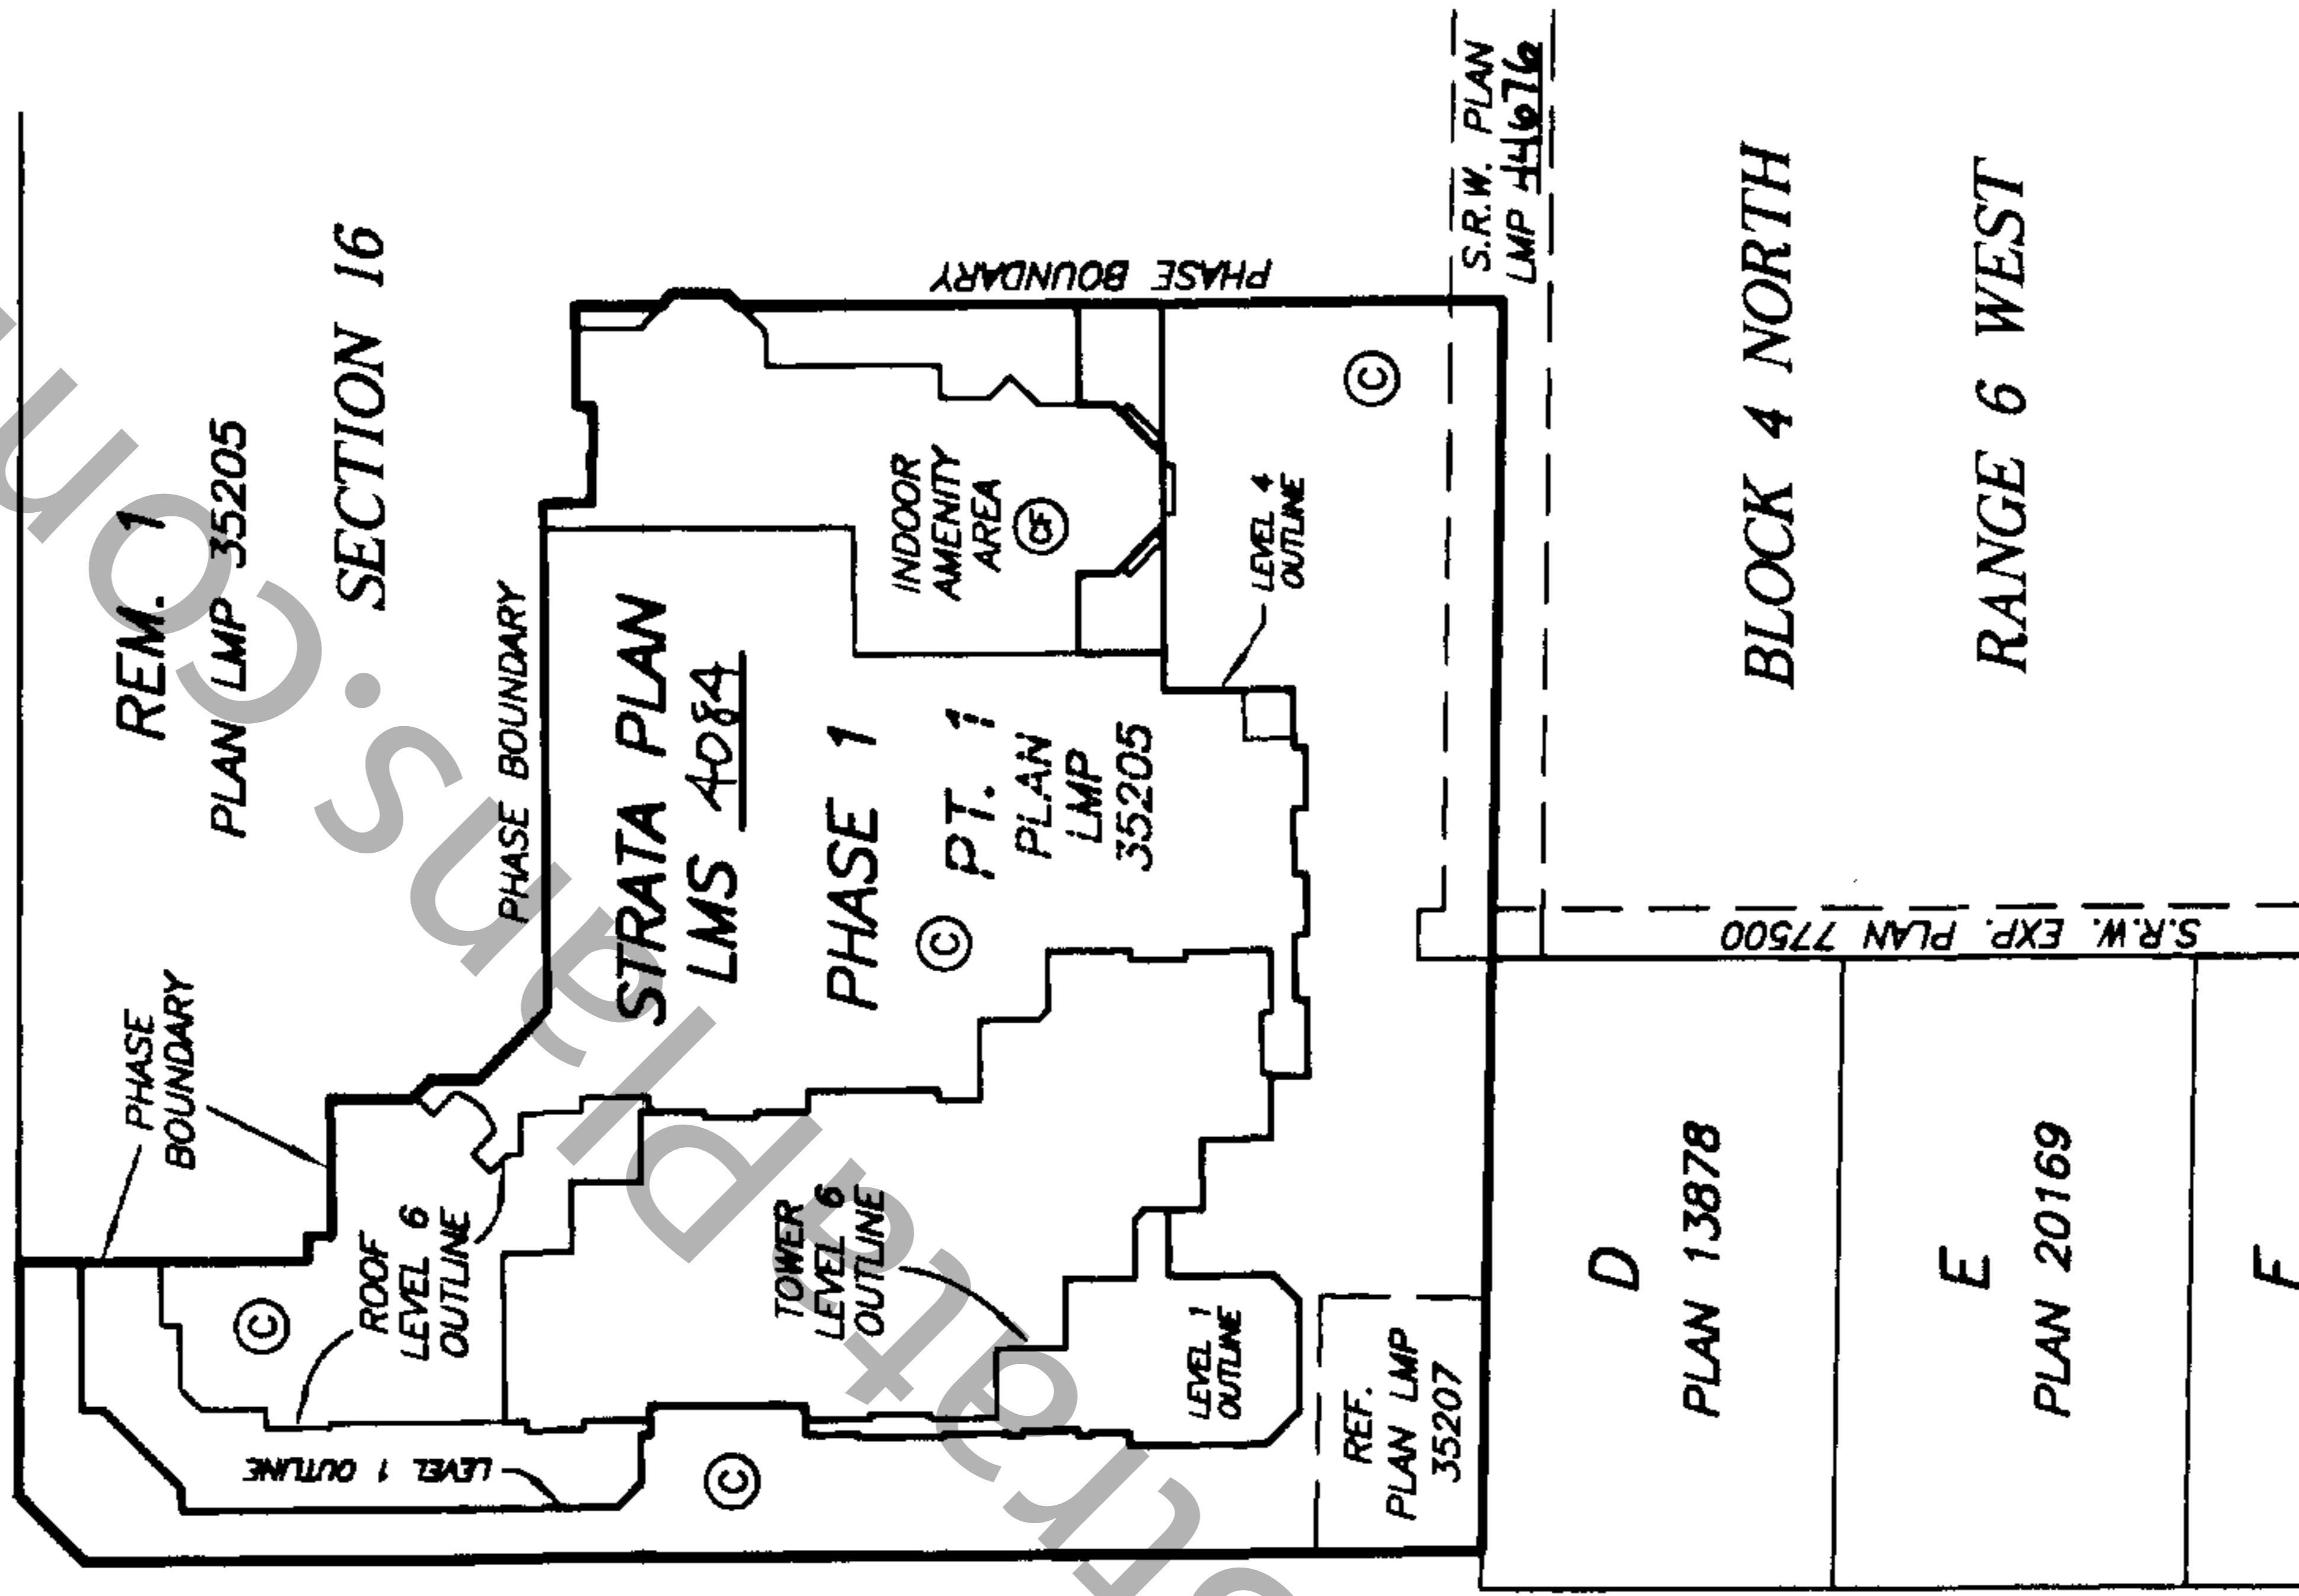 REM. 1
PLAN LMP 35205
SECTION 16
PHASE
BOUNDARY
PHASE BOUNDARY
STRATA PLAN
LMS 4084
PHASE 1
©
PT. 1
PLAN
LMP
35205
INDOOR
AMENITY
AREA
CF
PHASE BOUNDARY
©
LEVEL 4
OUTLINE
S.R.W. PLAN
LMP 44676
©
ROOF
LEVEL 6
OUTLINE
TOWER
LEVEL 6
OUTLINE
LEVEL 1 OUTLINE
©
LEVEL 1
OUTLINE
REF.
PLAN LMP
35207
BLOCK 4 NORTH
RANGE 6 WEST
S.R.W. EXP. PLAN 77500
D
PLAN 13878
E
PLAN 20169
F